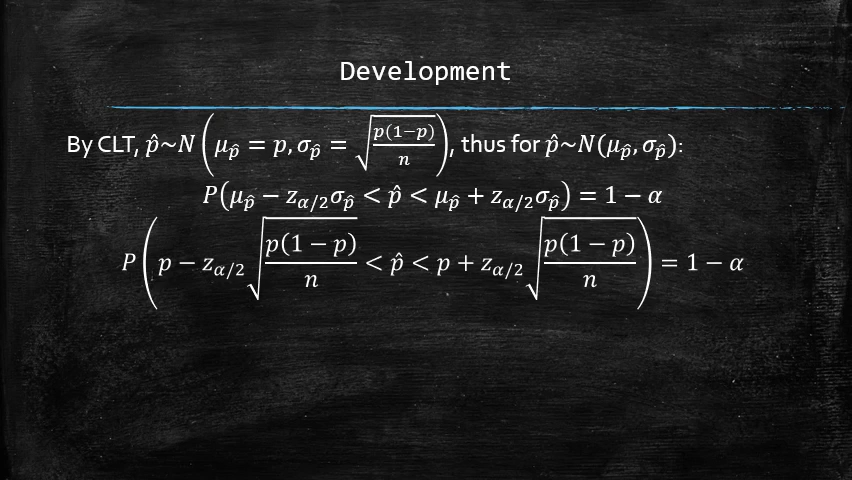 Development
By CLT, p̂~N(μ_p̂ = p, σ_p̂ = √(p(1−p)/n)), thus for p̂~N(μ_p̂, σ_p̂):
P(μ_p̂ − z_α/2 σ_p̂ < p̂ < μ_p̂ + z_α/2 σ_p̂) = 1 − α
P(p − z_α/2 √(p(1 − p)/n) < p̂ < p + z_α/2 √(p(1 − p)/n)) = 1 − α